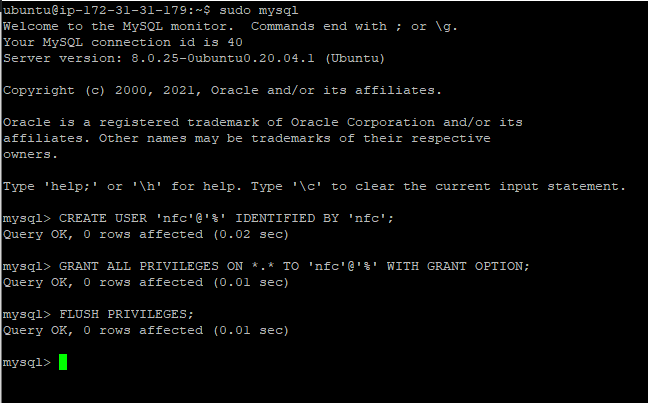 ubuntu@ip-172-31-31-179:~$ sudo mysql
Welcome to the MySQL monitor.  Commands end with ; or \g.
Your MySQL connection id is 40
Server version: 8.0.25-0ubuntu0.20.04.1 (Ubuntu)
Copyright (c) 2000, 2021, Oracle and/or its affiliates.
Oracle is a registered trademark of Oracle Corporation and/or its
affiliates. Other names may be trademarks of their respective
owners.
Type 'help;' or '\h' for help. Type '\c' to clear the current input statement.
mysql> CREATE USER 'nfc'@'%' IDENTIFIED BY 'nfc';
Query OK, 0 rows affected (0.02 sec)
mysql> GRANT ALL PRIVILEGES ON *.* TO 'nfc'@'%' WITH GRANT OPTION;
Query OK, 0 rows affected (0.01 sec)
mysql> FLUSH PRIVILEGES;
Query OK, 0 rows affected (0.01 sec)
mysql>